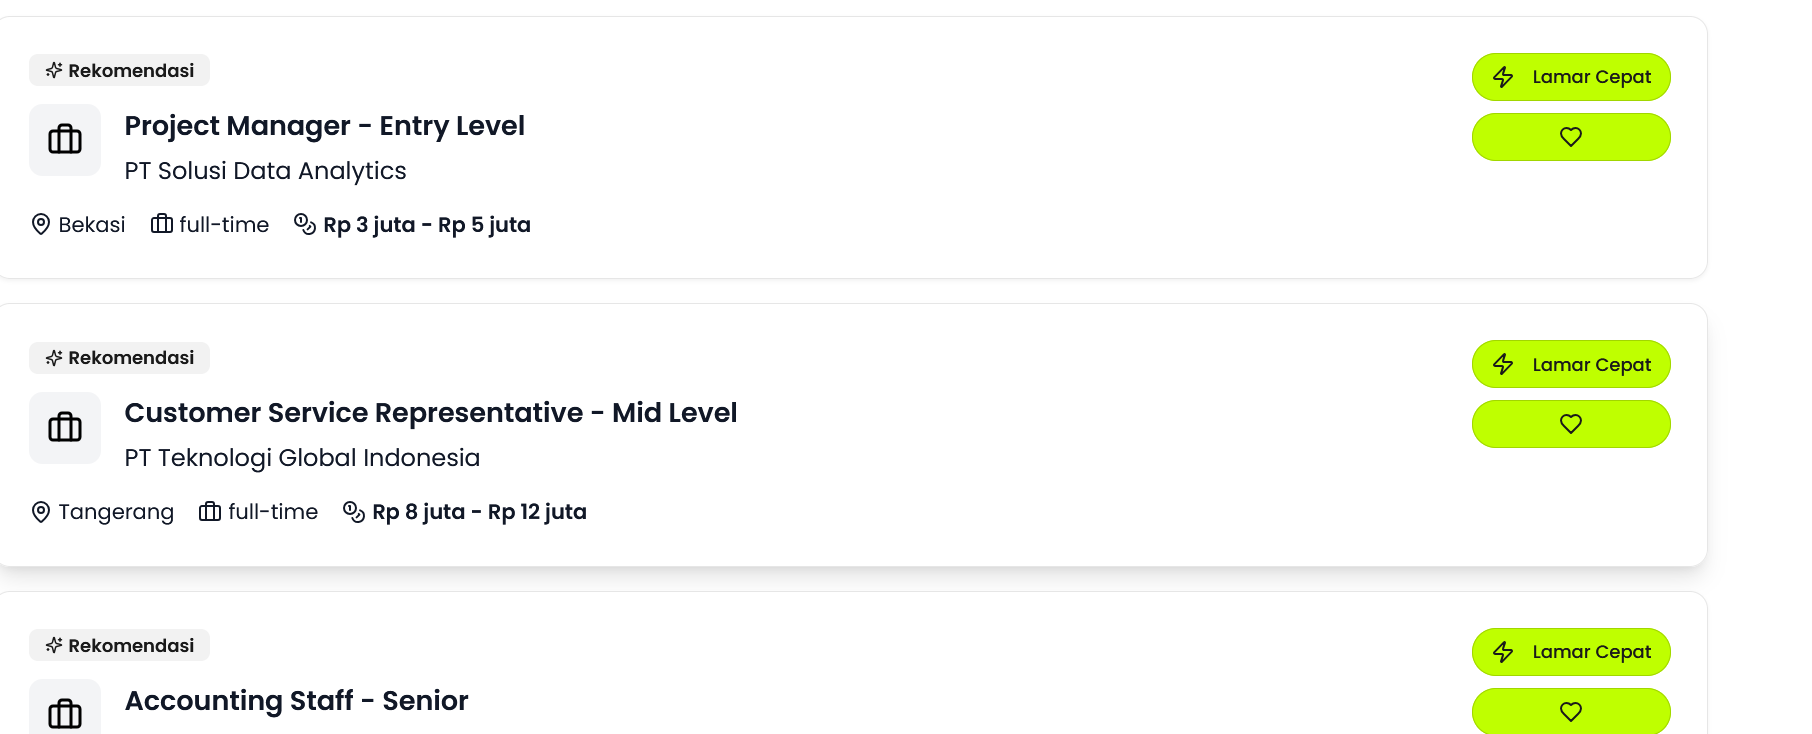 Rekomendasi
Lamar Cepat
Project Manager - Entry Level
PT Solusi Data Analytics
Bekasi full-time Rp 3 juta - Rp 5 juta
Rekomendasi
Lamar Cepat
Customer Service Representative - Mid Level
PT Teknologi Global Indonesia
Tangerang full-time Rp 8 juta - Rp 12 juta
Rekomendasi
Lamar Cepat
Accounting Staff - Senior